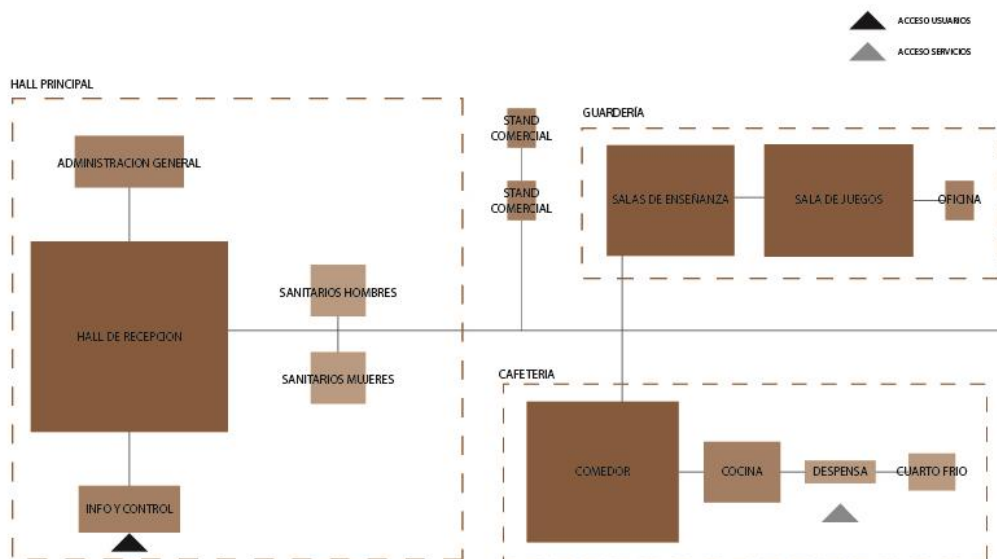 ACCESO USUARIOS
ACCESO SERVICIOS
HALL PRINCIPAL
ADMINISTRACION GENERAL
HALL DE RECEPCION
SANITARIOS HOMBRES
SANITARIOS MUJERES
INFO Y CONTROL
STAND
COMERCIAL
STAND
COMERCIAL
GUARDERÍA
SALAS DE ENSEÑANZA
SALA DE JUEGOS
OFICINA
CAFETERIA
COMEDOR
COCINA
DESPENSA
CUARTO FRIO